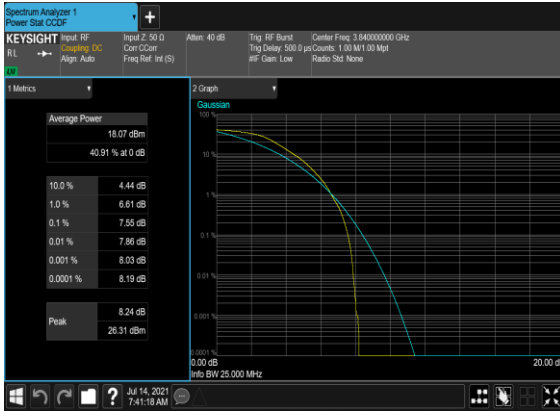 Spectrum Analyzer 1
Power Stat CCDF
+
KEYSIGHT
RL
Input: RF
Coupling: DC
Align: Auto
Input Z: 50 Ω
Corr CCorr
Freq Ref: Int (S)
Atten: 40 dB
Trig: RF Burst
Trig Delay: 500.0 µs
#IF Gain: Low
Center Freq: 3.840000000 GHz
Counts: 1.00 M/1.00 Mpt
Radio Std: None
1 Metrics
Average Power
18.07 dBm
40.91 % at 0 dB
10.0 % 4.44 dB
1.0 % 6.61 dB
0.1 % 7.55 dB
0.01 % 7.86 dB
0.001 % 8.03 dB
0.0001 % 8.19 dB
Peak
8.24 dB
26.31 dBm
2 Graph
Gaussian
100 %
10 %
1 %
0.1 %
0.01 %
0.001 %
0.0001 %
0.00 dB
20.00 d
Info BW 25.000 MHz
?
Jul 14, 2021
7:41:18 AM